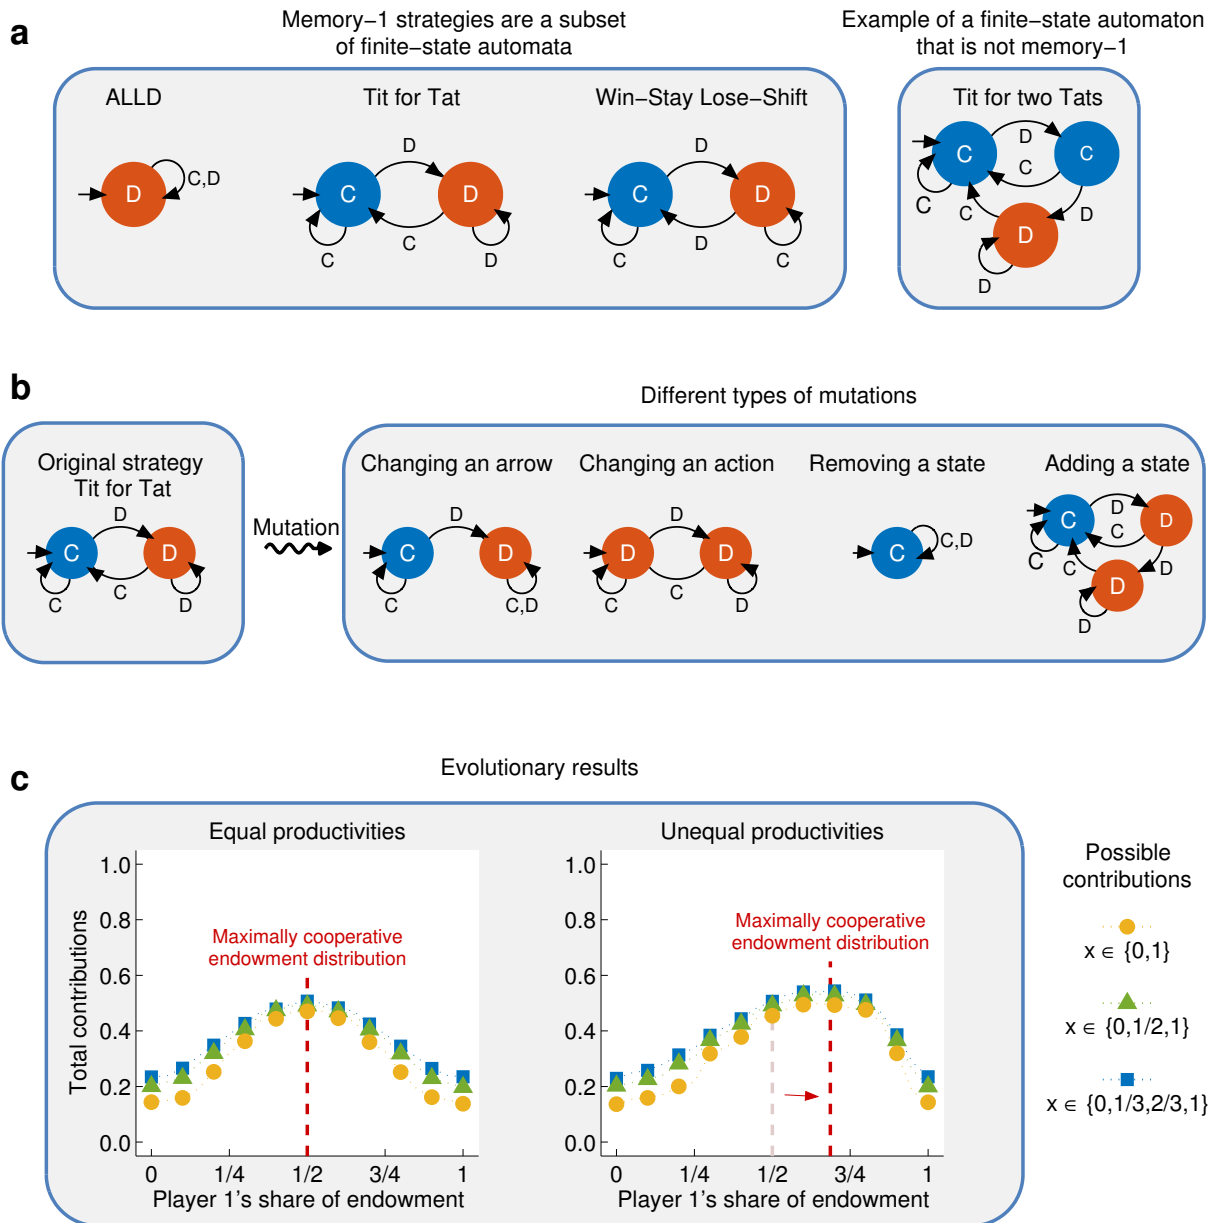 a
Memory−1 strategies are a subset
of finite−state automata
Example of a finite−state automaton
that is not memory−1
ALLD
Tit for Tat
Win−Stay Lose−Shift
Tit for two Tats
D
C,D
C
D
D
C
C
D
C
D
D
D
C
C
C
C
D
C
C
C
D
D
D
b
Different types of mutations
Original strategy
Tit for Tat
Mutation
Changing an arrow
Changing an action
Removing a state
Adding a state
C
D
D
C
C
D
C
D
D
C
C,D
D
D
D
C
C
D
C
C,D
C
D
D
C
C
C
D
D
D
c
Evolutionary results
Equal productivities
Unequal productivities
Total contributions
1.0
0.8
0.6
0.4
0.2
0.0
Maximally cooperative
endowment distribution
0
1/4
1/2
3/4
1
Player 1's share of endowment
1.0
0.8
0.6
0.4
0.2
0.0
Maximally cooperative
endowment distribution
0
1/4
1/2
3/4
1
Player 1's share of endowment
Possible
contributions
x ∈ {0,1}
x ∈ {0,1/2,1}
x ∈ {0,1/3,2/3,1}